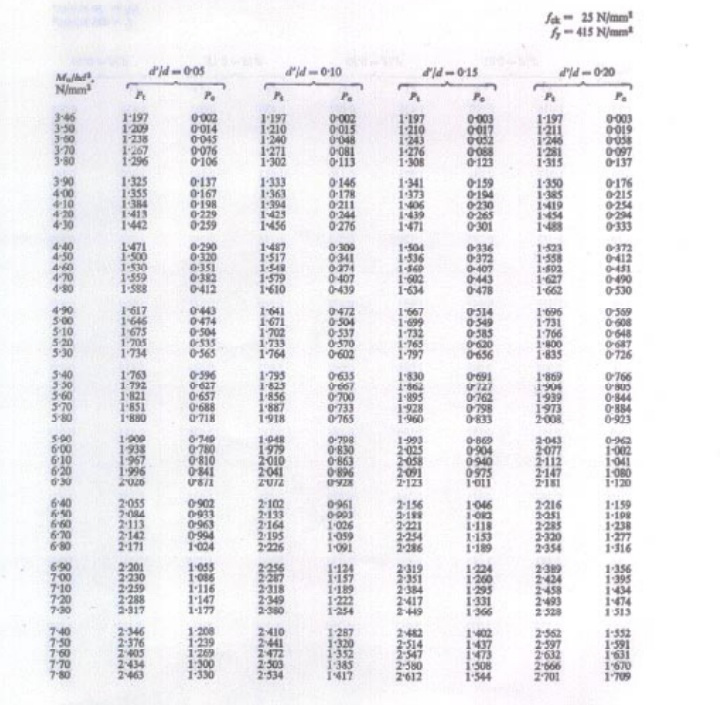 fck = 25 N/mm²
fy = 415 N/mm²
Mu/bd², d'/d = 0·05 d'/d = 0·10 d'/d = 0·15 d'/d = 0·20
N/mm²
Pt Pc Pt Pc Pt Pc Pt Pc
3·46 1·197 0·002 1·197 0·002 1·197 0·003 1·197 0·003
3·50 1·209 0·014 1·210 0·015 1·210 0·017 1·211 0·019
3·60 1·238 0·045 1·240 0·048 1·243 0·052 1·246 0·058
3·70 1·267 0·076 1·271 0·081 1·276 0·088 1·281 0·097
3·80 1·296 0·106 1·302 0·113 1·308 0·123 1·315 0·137
3·90 1·325 0·137 1·333 0·146 1·341 0·159 1·350 0·176
4·00 1·355 0·167 1·363 0·178 1·373 0·194 1·385 0·215
4·10 1·384 0·198 1·394 0·211 1·406 0·230 1·419 0·254
4·20 1·413 0·229 1·425 0·244 1·439 0·265 1·454 0·294
4·30 1·442 0·259 1·456 0·276 1·471 0·301 1·488 0·333
4·40 1·471 0·290 1·487 0·309 1·504 0·336 1·523 0·372
4·50 1·500 0·320 1·517 0·341 1·536 0·372 1·558 0·412
4·60 1·530 0·351 1·548 0·374 1·569 0·407 1·592 0·451
4·70 1·559 0·382 1·579 0·407 1·602 0·443 1·627 0·490
4·80 1·588 0·412 1·610 0·439 1·634 0·478 1·662 0·530
4·90 1·617 0·443 1·641 0·472 1·667 0·514 1·696 0·569
5·00 1·646 0·474 1·671 0·504 1·699 0·549 1·731 0·608
5·10 1·675 0·504 1·702 0·537 1·732 0·585 1·766 0·648
5·20 1·705 0·535 1·733 0·570 1·765 0·620 1·800 0·687
5·30 1·734 0·565 1·764 0·602 1·797 0·656 1·835 0·726
5·40 1·763 0·596 1·795 0·635 1·830 0·691 1·869 0·766
5·50 1·792 0·627 1·825 0·667 1·862 0·727 1·904 0·805
5·60 1·821 0·657 1·856 0·700 1·895 0·762 1·939 0·844
5·70 1·851 0·688 1·887 0·733 1·928 0·798 1·973 0·884
5·80 1·880 0·718 1·918 0·765 1·960 0·833 2·008 0·923
5·90 1·909 0·749 1·948 0·798 1·993 0·869 2·043 0·962
6·00 1·938 0·780 1·979 0·830 2·025 0·904 2·077 1·002
6·10 1·967 0·810 2·010 0·863 2·058 0·940 2·112 1·041
6·20 1·996 0·841 2·041 0·896 2·091 0·975 2·147 1·080
6·30 2·026 0·871 2·072 0·928 2·123 1·011 2·181 1·120
6·40 2·055 0·902 2·102 0·961 2·156 1·046 2·216 1·159
6·50 2·084 0·933 2·133 0·993 2·188 1·082 2·251 1·198
6·60 2·113 0·963 2·164 1·026 2·221 1·118 2·285 1·238
6·70 2·142 0·994 2·195 1·059 2·254 1·153 2·320 1·277
6·80 2·171 1·024 2·226 1·091 2·286 1·189 2·354 1·316
6·90 2·201 1·055 2·256 1·124 2·319 1·224 2·389 1·356
7·00 2·230 1·086 2·287 1·157 2·351 1·260 2·424 1·395
7·10 2·259 1·116 2·318 1·189 2·384 1·295 2·458 1·434
7·20 2·288 1·147 2·349 1·222 2·417 1·331 2·493 1·474
7·30 2·317 1·177 2·380 1·254 2·449 1·366 2·528 1·513
7·40 2·346 1·208 2·410 1·287 2·482 1·402 2·562 1·552
7·50 2·376 1·239 2·441 1·320 2·514 1·437 2·597 1·591
7·60 2·405 1·269 2·472 1·352 2·547 1·473 2·632 1·631
7·70 2·434 1·300 2·503 1·385 2·580 1·508 2·666 1·670
7·80 2·463 1·330 2·534 1·417 2·612 1·544 2·701 1·709